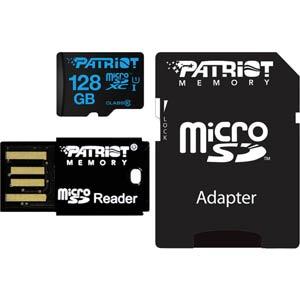 PATRIOT
128 micro SD XC I U1
GB CLASS 10
PATRIOT
MEMORY
micro
SD Reader
PATRIOT
MEMORY
LOCK
micro
SD
Adapter